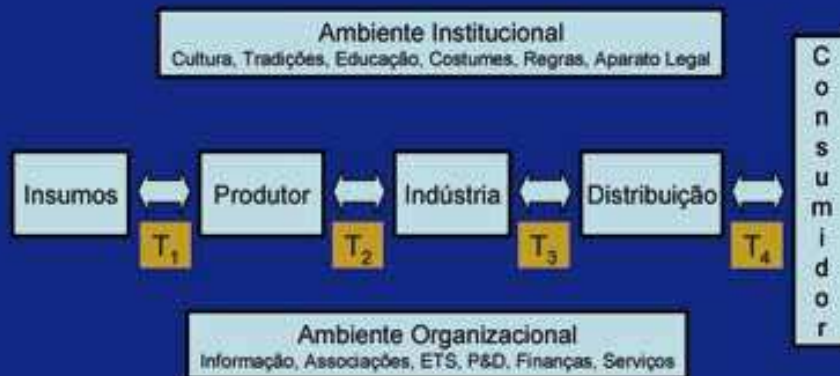 Ambiente Institucional
Cultura, Tradições, Educação, Costumes, Regras, Aparato Legal
Insumos
Produtor
Indústria
Distribuição
Consumidor
T1
T2
T3
T4
Ambiente Organizacional
Informação, Associações, ETS, P&D, Finanças, Serviços